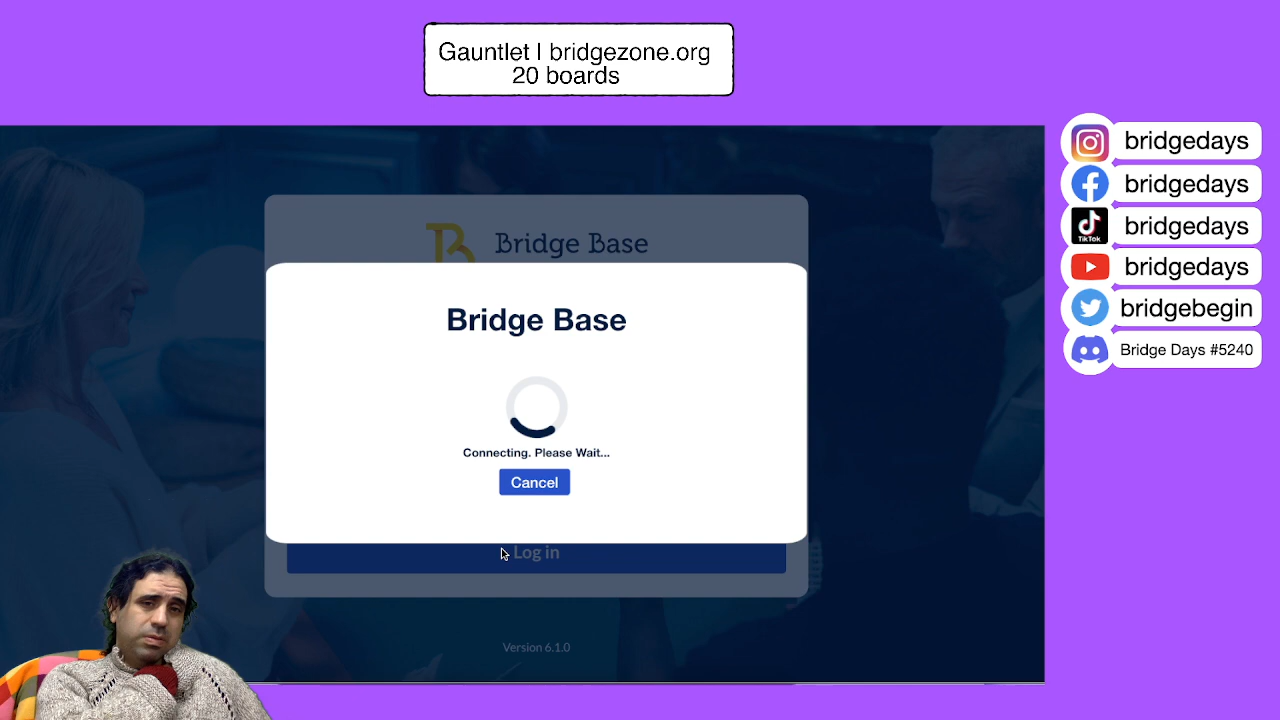 Gauntlet | bridgezone.org
20 boards
Bridge Base
Bridge Base
Connecting. Please Wait...
Cancel
Log in
Version 6.1.0
bridgedays
bridgedays
TikTok
bridgedays
bridgedays
bridgebegin
Bridge Days #5240